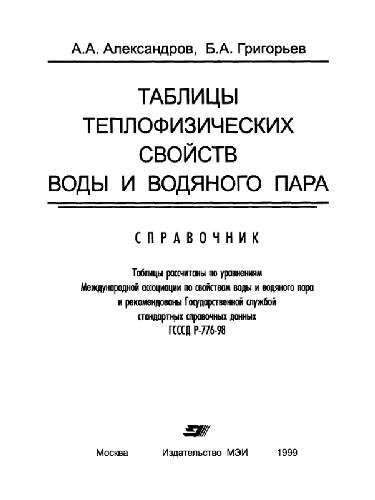 А.А. Александров, Б.А. Григорьев
ТАБЛИЦЫ
ТЕПЛОФИЗИЧЕСКИХ
СВОЙСТВ
ВОДЫ И ВОДЯНОГО ПАРА
СПРАВОЧНИК
Таблицы рассчитаны по уравнениям
Международной ассоциации по свойствам воды и водяного пара
и рекомендованы Государственной службой
стандартных справочных данных
ГСССД Р-776-98
Москва Издательство МЭИ 1999